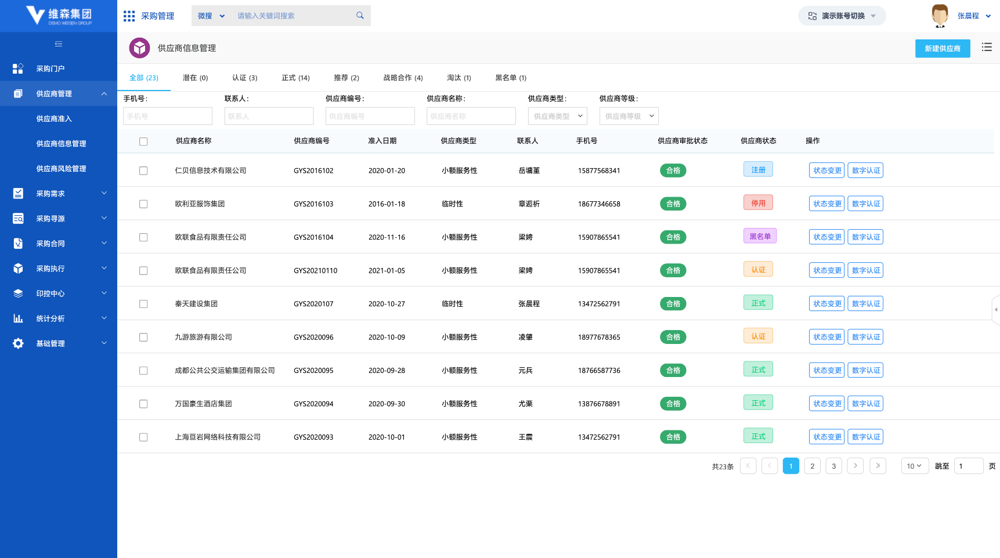 维森集团
DEMO WEISEN GROUP
采购管理
微搜
请输入关键词搜索
演示账号切换
张晨程
采购门户
供应商管理
供应商准入
供应商信息管理
供应商风险管理
采购需求
采购寻源
采购合同
采购执行
印控中心
统计分析
基础管理
供应商信息管理
新建供应商
全部 (23) 潜在 (0) 认证 (3) 正式 (14) 推荐 (2) 战略合作 (4) 淘汰 (1) 黑名单 (1)
手机号： 联系人： 供应商编号： 供应商名称： 供应商类型： 供应商等级：
手机号 联系人 供应商编号 供应商名称 供应商类型 供应商等级
供应商名称 供应商编号 准入日期 供应商类型 联系人 手机号 供应商审批状态 供应商状态 操作
仁贝信息技术有限公司 GYS2016102 2020-01-20 小额服务性 岳墉堇 15877568341 合格 注册 状态变更 数字认证
欧利亚服饰集团 GYS2016103 2016-01-18 临时性 章逅祈 18677346658 合格 停用 状态变更 数字认证
欧联食品有限责任公司 GYS2016104 2020-11-16 小额服务性 梁娉 15907865541 合格 黑名单 状态变更 数字认证
欧联食品有限责任公司 GYS20210110 2021-01-05 小额服务性 梁娉 15907865541 合格 认证 状态变更 数字认证
秦天建设集团 GYS2020107 2020-10-27 临时性 张晨程 13472562791 合格 正式 状态变更 数字认证
九游旅游有限公司 GYS2020096 2020-10-09 小额服务性 凌肇 18977678365 合格 认证 状态变更 数字认证
成都公共公交运输集团有限公司 GYS2020095 2020-09-28 小额服务性 元兵 18766587736 合格 正式 状态变更 数字认证
万国豪生酒店集团 GYS2020094 2020-09-30 小额服务性 尤栗 13876678891 合格 正式 状态变更 数字认证
上海亘岩网络科技有限公司 GYS2020093 2020-10-01 小额服务性 王震 13472562791 合格 正式 状态变更 数字认证
共23条 1 2 3 10 跳至 1 页